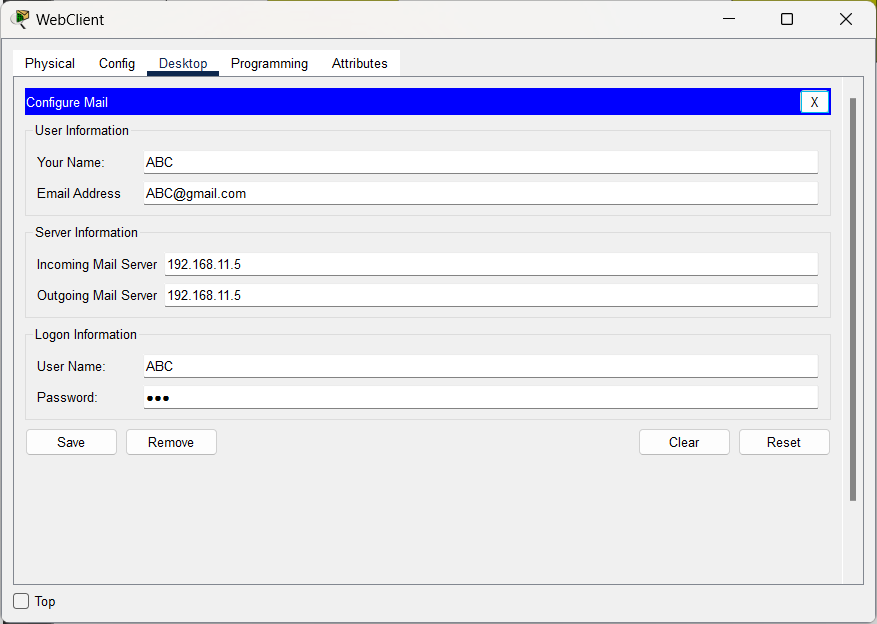 WebClient
Physical Config Desktop Programming Attributes
Configure Mail X
User Information
Your Name: ABC
Email Address ABC@gmail.com
Server Information
Incoming Mail Server 192.168.11.5
Outgoing Mail Server 192.168.11.5
Logon Information
User Name: ABC
Password: ●●●
Save Remove Clear Reset
Top